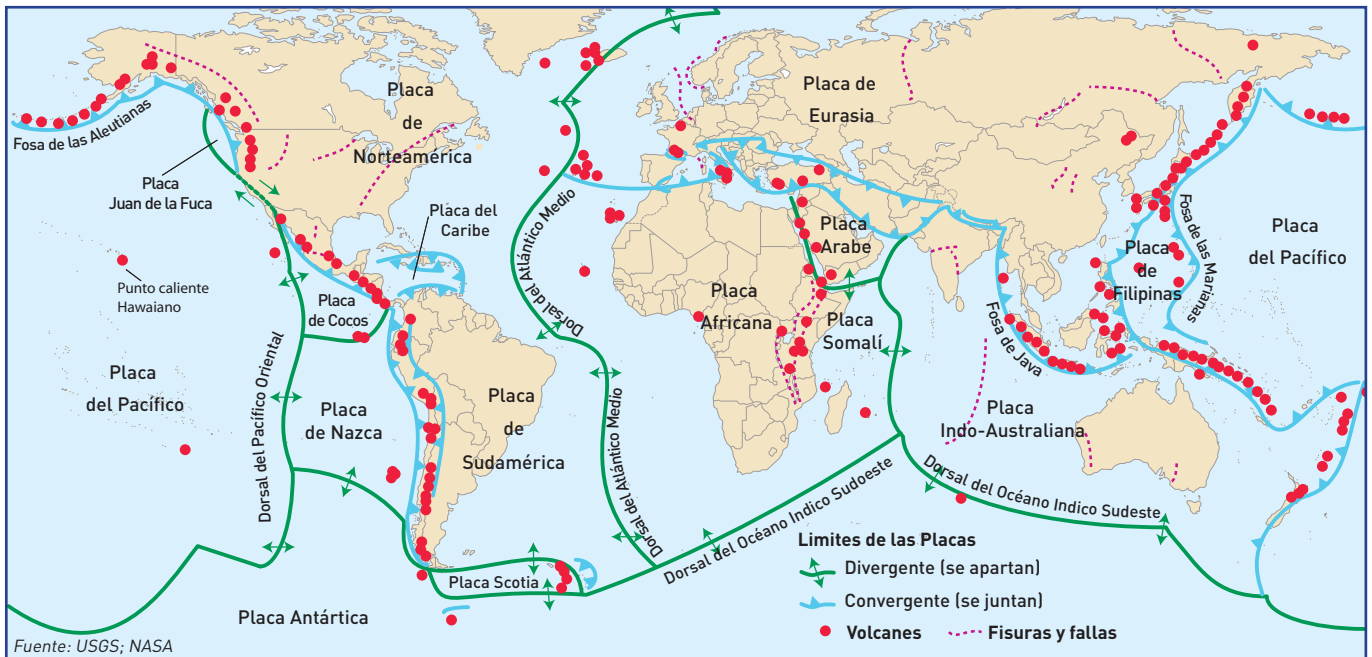 Placa
de
Norteamérica
Placa de
Eurasia
Fosa de las Aleutianas
Placa
Juan de la Fuca
Placa del
Caribe
Dorsal del Atlántico Medio
Placa
Arabe
Placa
de
Filipinas
Fosa de las Marianas
Placa
del Pacífico
Punto caliente
Hawaiano
Placa
de Cocos
Placa
Africana
Placa
Somalí
Fosa de Java
Placa
del Pacífico
Dorsal del Pacífico Oriental
Placa
de Nazca
Placa
de
Sudamérica
Dorsal del Atlántico Medio
Placa
Indo-Australiana
Dorsal del Océano Indico Sudoeste
Dorsal del Océano Indico Sudeste
Placa Scotia
Placa Antártica
Limites de las Placas
Divergente (se apartan)
Convergente (se juntan)
Volcanes
Fisuras y fallas
Fuente: USGS; NASA